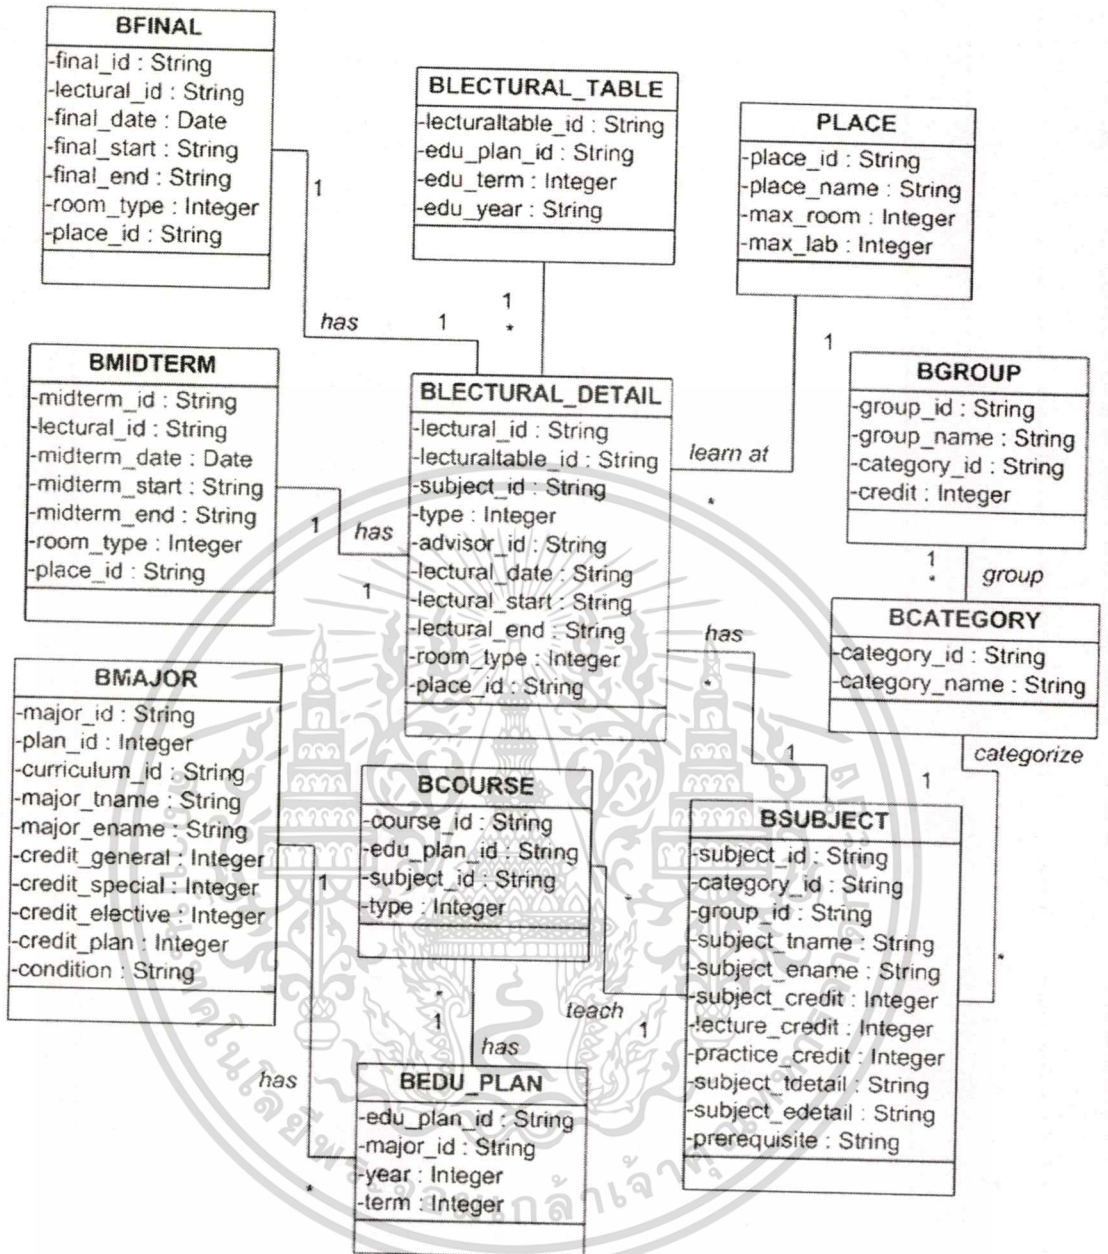 BFINAL
-final_id : String
-lectural_id : String
-final_date : Date
-final_start : String
-final_end : String
-room_type : Integer
-place_id : String
1
has
1
BLECTURAL_TABLE
-lecturaltable_id : String
-edu_plan_id : String
-edu_term : Integer
-edu_year : String
1
*
PLACE
-place_id : String
-place_name : String
-max_room : Integer
-max_lab : Integer
1
learn at
*
BMIDTERM
-midterm_id : String
-lectural_id : String
-midterm_date : Date
-midterm_start : String
-midterm_end : String
-room_type : Integer
-place_id : String
1
has
1
BLECTURAL_DETAIL
-lectural_id : String
-lecturaltable_id : String
-subject_id : String
-type : Integer
-advisor_id : String
-lectural_date : String
-lectural_start : String
-lectural_end : String
-room_type : Integer
-place_id : String
has
*
1
BGROUP
-group_id : String
-group_name : String
-category_id : String
-credit : Integer
1
*
group
BCATEGORY
-category_id : String
-category_name : String
categorize
1
*
BMAJOR
-major_id : String
-plan_id : Integer
-curriculum_id : String
-major_tname : String
-major_ename : String
-credit_general : Integer
-credit_special : Integer
-credit_elective : Integer
-credit_plan : Integer
-condition : String
1
has
*
BCOURSE
-course_id : String
-edu_plan_id : String
-subject_id : String
-type : Integer
*
teach
1
*
1
has
BSUBJECT
-subject_id : String
-category_id : String
-group_id : String
-subject_tname : String
-subject_ename : String
-subject_credit : Integer
-lecture_credit : Integer
-practice_credit : Integer
-subject_tdetail : String
-subject_edetail : String
-prerequisite : String
BEDU_PLAN
-edu_plan_id : String
-major_id : String
-year : Integer
-term : Integer